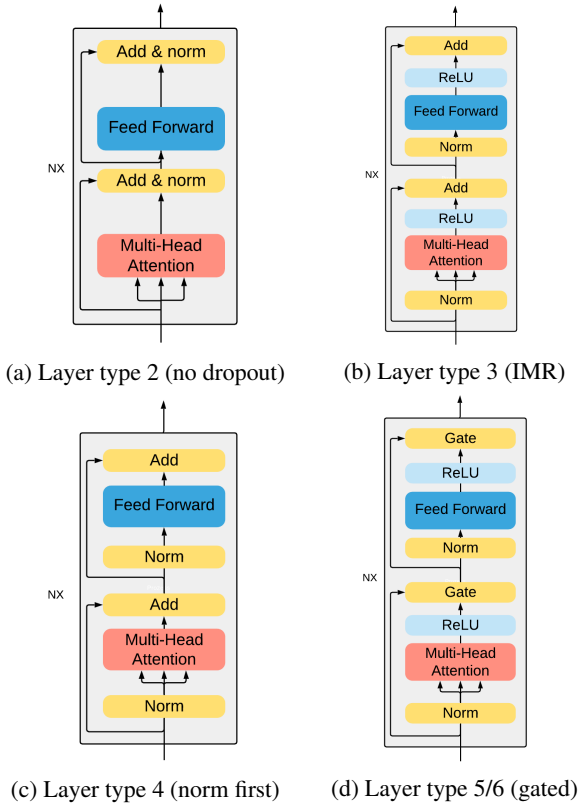 Add & norm
Feed Forward
NX
Add & norm
Multi-Head
Attention
(a) Layer type 2 (no dropout)
Add
ReLU
Feed Forward
Norm
NX
Add
ReLU
Multi-Head
Attention
Norm
(b) Layer type 3 (IMR)
Add
Feed Forward
Norm
NX
Add
Multi-Head
Attention
Norm
(c) Layer type 4 (norm first)
Gate
ReLU
Feed Forward
Norm
NX
Gate
ReLU
Multi-Head
Attention
Norm
(d) Layer type 5/6 (gated)